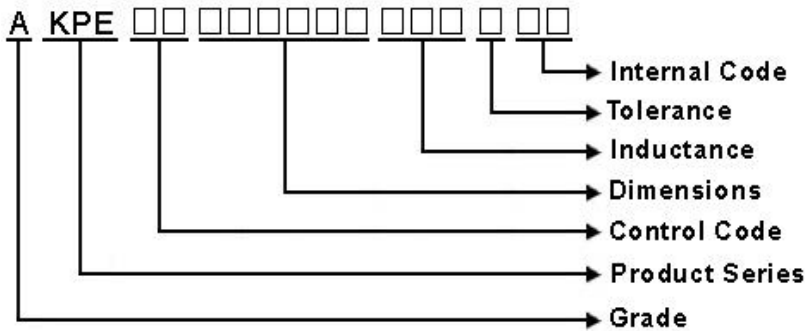 A KPE □□ □□□□□□ □□□ □ □□
Internal Code
Tolerance
Inductance
Dimensions
Control Code
Product Series
Grade